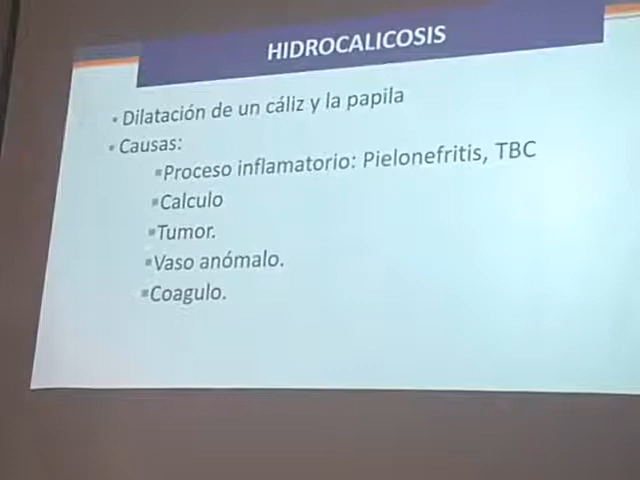 HIDROCALICOSIS
• Dilatación de un cáliz y la papila
• Causas:
▪Proceso inflamatorio: Pielonefritis, TBC
▪Calculo
▪Tumor.
▪Vaso anómalo.
▪Coagulo.